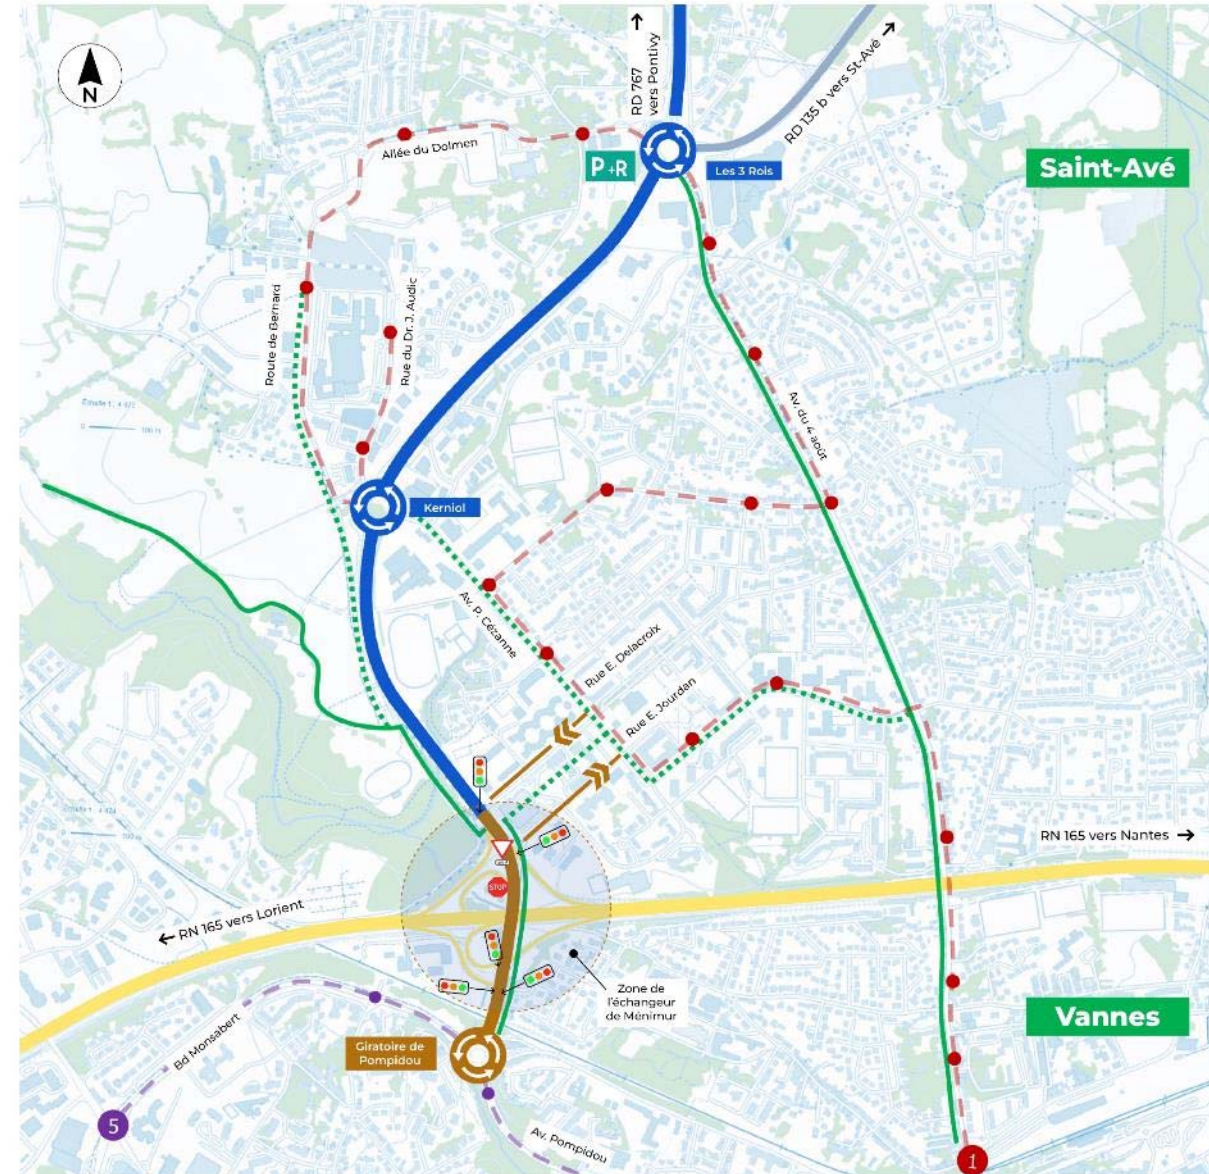 N
RD 767
vers Pontivy
RD 135 b vers St-Avé
Allée du Dolmen
P+R
Les 3 Rois
Saint-Avé
Route de Bernard
Rue du Dr. J. Audic
Av. du 4 août
Kerniol
Av. P. Cézanne
Rue E. Delacroix
Rue E. Jourdan
RN 165 vers Nantes
STOP
RN 165 vers Lorient
Zone de
l'échangeur
de Ménimur
Vannes
Bd Monsabert
Giratoire de
Pompidou
5
Av. Pompidou
1